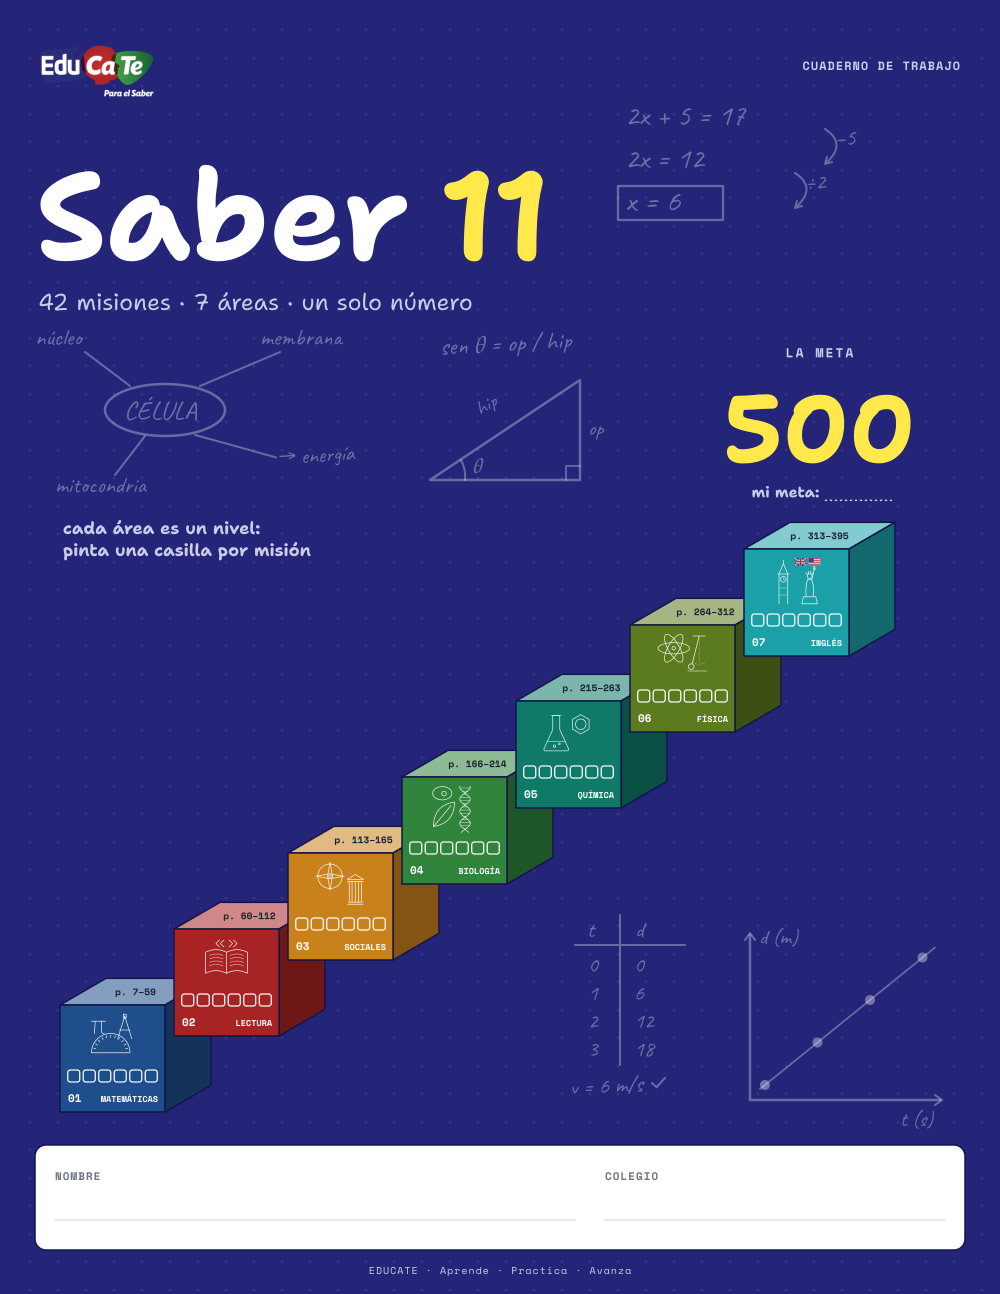 EduCaTe
Para el Saber
CUADERNO DE TRABAJO
2x + 5 = 17
−5
2x = 12
÷2
x = 6
Saber 11
42 misiones · 7 áreas · un solo número
núcleo
membrana
CÉLULA
→ energía
mitocondria
sen θ = op / hip
hip
op
θ
LA META
500
mi meta: .............
cada área es un nivel:
pinta una casilla por misión
p. 313–395
07 INGLÉS
p. 264–312
06 FÍSICA
p. 215–263
05 QUÍMICA
p. 166–214
04 BIOLOGÍA
p. 113–165
03 SOCIALES
p. 60–112
02 LECTURA
p. 7–59
01 MATEMÁTICAS
t d
0 0
1 6
2 12
3 18
v = 6 m/s ✓
d (m)
t (s)
NOMBRE
COLEGIO
EDUCATE · Aprende · Practica · Avanza